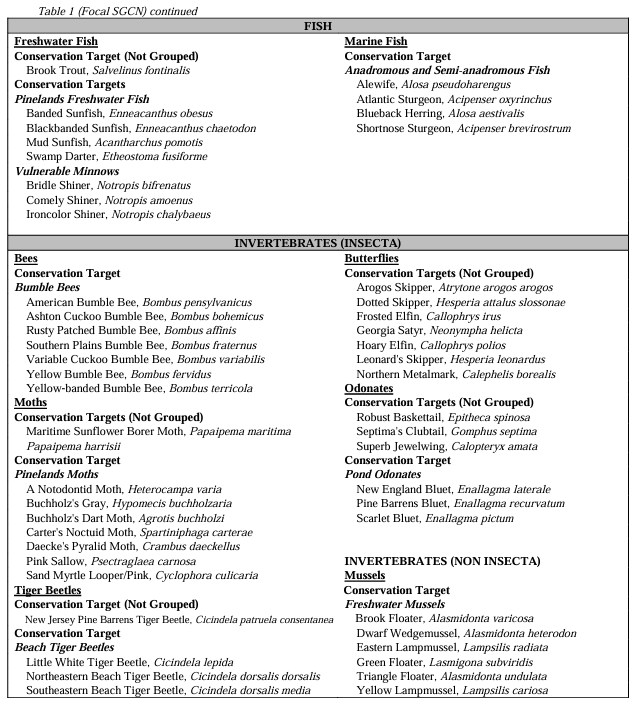 Table 1 (Focal SGCN) continued
FISH
Freshwater Fish
Conservation Target (Not Grouped)
Brook Trout, Salvelinus fontinalis
Conservation Targets
Pinelands Freshwater Fish
Banded Sunfish, Enneacanthus obesus
Blackbanded Sunfish, Enneacanthus chaetodon
Mud Sunfish, Acantharchus pomotis
Swamp Darter, Etheostoma fusiforme
Vulnerable Minnows
Bridle Shiner, Notropis bifrenatus
Comely Shiner, Notropis amoenus
Ironcolor Shiner, Notropis chalybaeus
Marine Fish
Conservation Target
Anadromous and Semi-anadromous Fish
Alewife, Alosa pseudoharengus
Atlantic Sturgeon, Acipenser oxyrinchus
Blueback Herring, Alosa aestivalis
Shortnose Sturgeon, Acipenser brevirostrum
INVERTEBRATES (INSECTA)
Bees
Conservation Target
Bumble Bees
American Bumble Bee, Bombus pensylvanicus
Ashton Cuckoo Bumble Bee, Bombus bohemicus
Rusty Patched Bumble Bee, Bombus affinis
Southern Plains Bumble Bee, Bombus fraternus
Variable Cuckoo Bumble Bee, Bombus variabilis
Yellow Bumble Bee, Bombus fervidus
Yellow-banded Bumble Bee, Bombus terricola
Moths
Conservation Targets (Not Grouped)
Maritime Sunflower Borer Moth, Papaipema maritima
Papaipema harrisii
Conservation Target
Pinelands Moths
A Notodontid Moth, Heterocampa varia
Buchholz's Gray, Hypomecis buchholzaria
Buchholz's Dart Moth, Agrotis buchholzi
Carter's Noctuid Moth, Spartiniphaga carterae
Daecke's Pyralid Moth, Crambus daeckellus
Pink Sallow, Psectraglaea carnosa
Sand Myrtle Looper/Pink, Cyclophora culicaria
Tiger Beetles
Conservation Target (Not Grouped)
New Jersey Pine Barrens Tiger Beetle, Cicindela patruela consentanea
Conservation Target
Beach Tiger Beetles
Little White Tiger Beetle, Cicindela lepida
Northeastern Beach Tiger Beetle, Cicindela dorsalis dorsalis
Southeastern Beach Tiger Beetle, Cicindela dorsalis media
Butterflies
Conservation Targets (Not Grouped)
Arogos Skipper, Atrytone arogos arogos
Dotted Skipper, Hesperia attalus slossonae
Frosted Elfin, Callophrys irus
Georgia Satyr, Neonympha helicta
Hoary Elfin, Callophrys polios
Leonard's Skipper, Hesperia leonardus
Northern Metalmark, Calephelis borealis
Odonates
Conservation Targets (Not Grouped)
Robust Baskettail, Epitheca spinosa
Septima's Clubtail, Gomphus septima
Superb Jewelwing, Calopteryx amata
Conservation Target
Pond Odonates
New England Bluet, Enallagma laterale
Pine Barrens Bluet, Enallagma recurvatum
Scarlet Bluet, Enallagma pictum
INVERTEBRATES (NON INSECTA)
Mussels
Conservation Target
Freshwater Mussels
Brook Floater, Alasmidonta varicosa
Dwarf Wedgemussel, Alasmidonta heterodon
Eastern Lampmussel, Lampsilis radiata
Green Floater, Lasmigona subviridis
Triangle Floater, Alasmidonta undulata
Yellow Lampmussel, Lampsilis cariosa